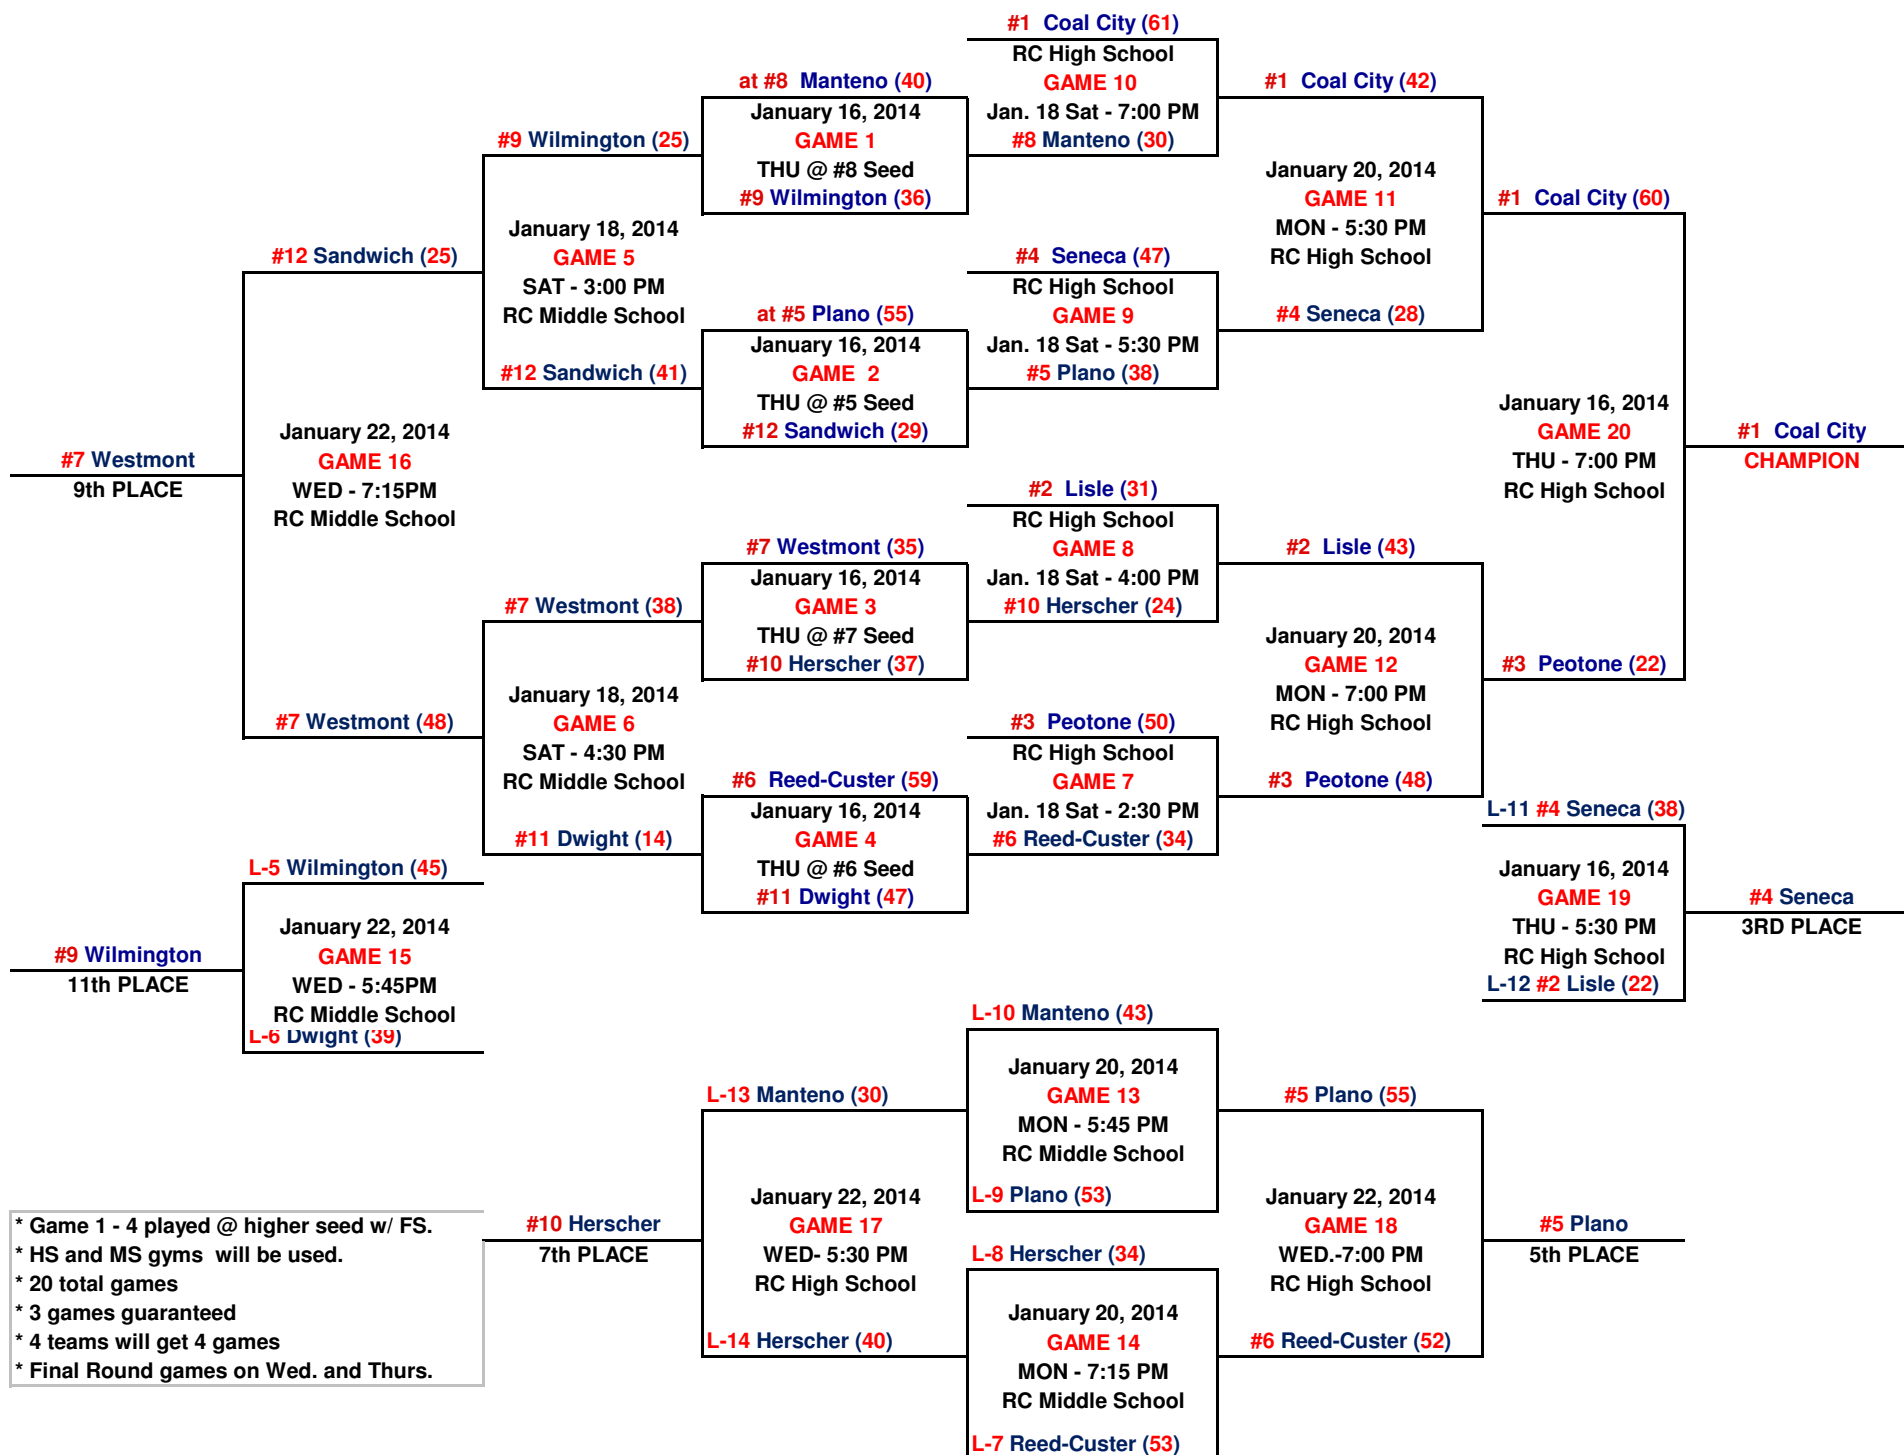 #1 Coal City (61)
RC High School
GAME 10
Jan. 18 Sat - 7:00 PM
#8 Manteno (30)
at #8 Manteno (40)
January 16, 2014
GAME 1
THU @ #8 Seed
#9 Wilmington (36)
#1 Coal City (42)
January 20, 2014
GAME 11
MON - 5:30 PM
RC High School
#4 Seneca (28)
#9 Wilmington (25)
January 18, 2014
GAME 5
SAT - 3:00 PM
RC Middle School
#12 Sandwich (41)
#1 Coal City (60)
January 16, 2014
GAME 20
THU - 7:00 PM
RC High School
#3 Peotone (22)
#12 Sandwich (25)
January 22, 2014
GAME 16
WED - 7:15PM
RC Middle School
#7 Westmont (48)
#4 Seneca (47)
RC High School
GAME 9
Jan. 18 Sat - 5:30 PM
#5 Plano (38)
at #5 Plano (55)
January 16, 2014
GAME 2
THU @ #5 Seed
#12 Sandwich (29)
#1 Coal City
CHAMPION
#7 Westmont
9th PLACE
#2 Lisle (31)
RC High School
GAME 8
Jan. 18 Sat - 4:00 PM
#10 Herscher (24)
#7 Westmont (35)
January 16, 2014
GAME 3
THU @ #7 Seed
#10 Herscher (37)
#2 Lisle (43)
January 20, 2014
GAME 12
MON - 7:00 PM
RC High School
#3 Peotone (48)
#7 Westmont (38)
January 18, 2014
GAME 6
SAT - 4:30 PM
RC Middle School
#11 Dwight (14)
#3 Peotone (50)
RC High School
GAME 7
Jan. 18 Sat - 2:30 PM
#6 Reed-Custer (34)
#6 Reed-Custer (59)
January 16, 2014
GAME 4
THU @ #6 Seed
#11 Dwight (47)
L-11 #4 Seneca (38)
January 16, 2014
GAME 19
THU - 5:30 PM
RC High School
L-12 #2 Lisle (22)
#4 Seneca
3RD PLACE
L-5 Wilmington (45)
January 22, 2014
GAME 15
WED - 5:45PM
RC Middle School
L-6 Dwight (39)
#9 Wilmington
11th PLACE
L-10 Manteno (43)
January 20, 2014
GAME 13
MON - 5:45 PM
RC Middle School
L-9 Plano (53)
L-13 Manteno (30)
January 22, 2014
GAME 17
WED- 5:30 PM
RC High School
L-14 Herscher (40)
#5 Plano (55)
January 22, 2014
GAME 18
WED.-7:00 PM
RC High School
#6 Reed-Custer (52)
#10 Herscher
7th PLACE
#5 Plano
5th PLACE
L-8 Herscher (34)
January 20, 2014
GAME 14
MON - 7:15 PM
RC Middle School
L-7 Reed-Custer (53)
* Game 1 - 4 played @ higher seed w/ FS.
* HS and MS gyms will be used.
* 20 total games
* 3 games guaranteed
* 4 teams will get 4 games
* Final Round games on Wed. and Thurs.